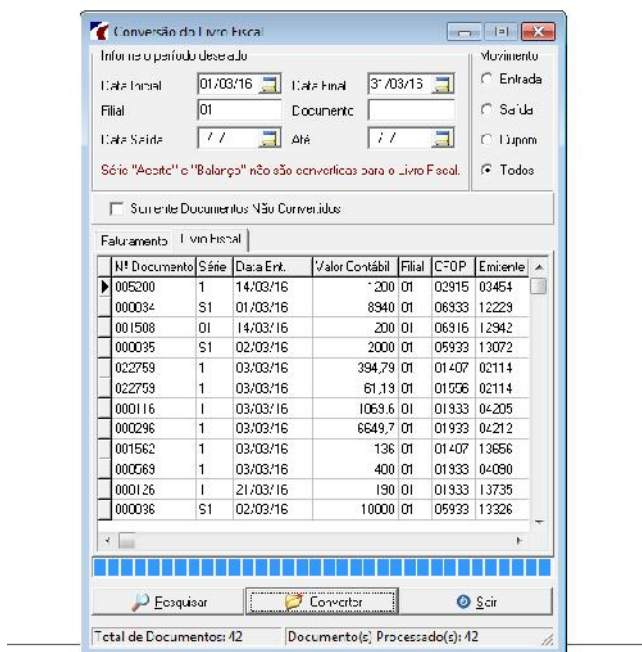 Conversão do Livro Fiscal
Informe o período desejado
Movimento
Data Inicial 01/03/16 Data Final 31/03/16
Entrada
Filial 01 Documento
Saída
Data Saída / / Até / /
Cupom
Série "Acerto" e "Balanço" não são convertidas para o Livro Fiscal.
Todos
Somente Documentos Não Convertidos
Faturamento Livro Fiscal
Nº Documento Série Data Ent. Valor Contábil Filial CFOP Emitente
005200 1 14/03/16 1200 01 02915 03454
000034 S1 01/03/16 8940 01 06933 12229
001508 01 14/03/16 200 01 06916 12942
000035 S1 02/03/16 2000 01 05933 13072
022759 1 03/03/16 394,79 01 01407 02114
022759 1 03/03/16 61,19 01 01556 02114
000116 1 03/03/16 1069,6 01 01933 04205
000296 1 03/03/16 6649,7 01 01933 04212
001562 1 03/03/16 136 01 01407 13656
000569 1 03/03/16 400 01 01933 04090
000126 1 21/03/16 190 01 01933 13735
000036 S1 02/03/16 10000 01 05933 13326
Pesquisar Converter Sair
Total de Documentos: 42 Documento(s) Processado(s): 42